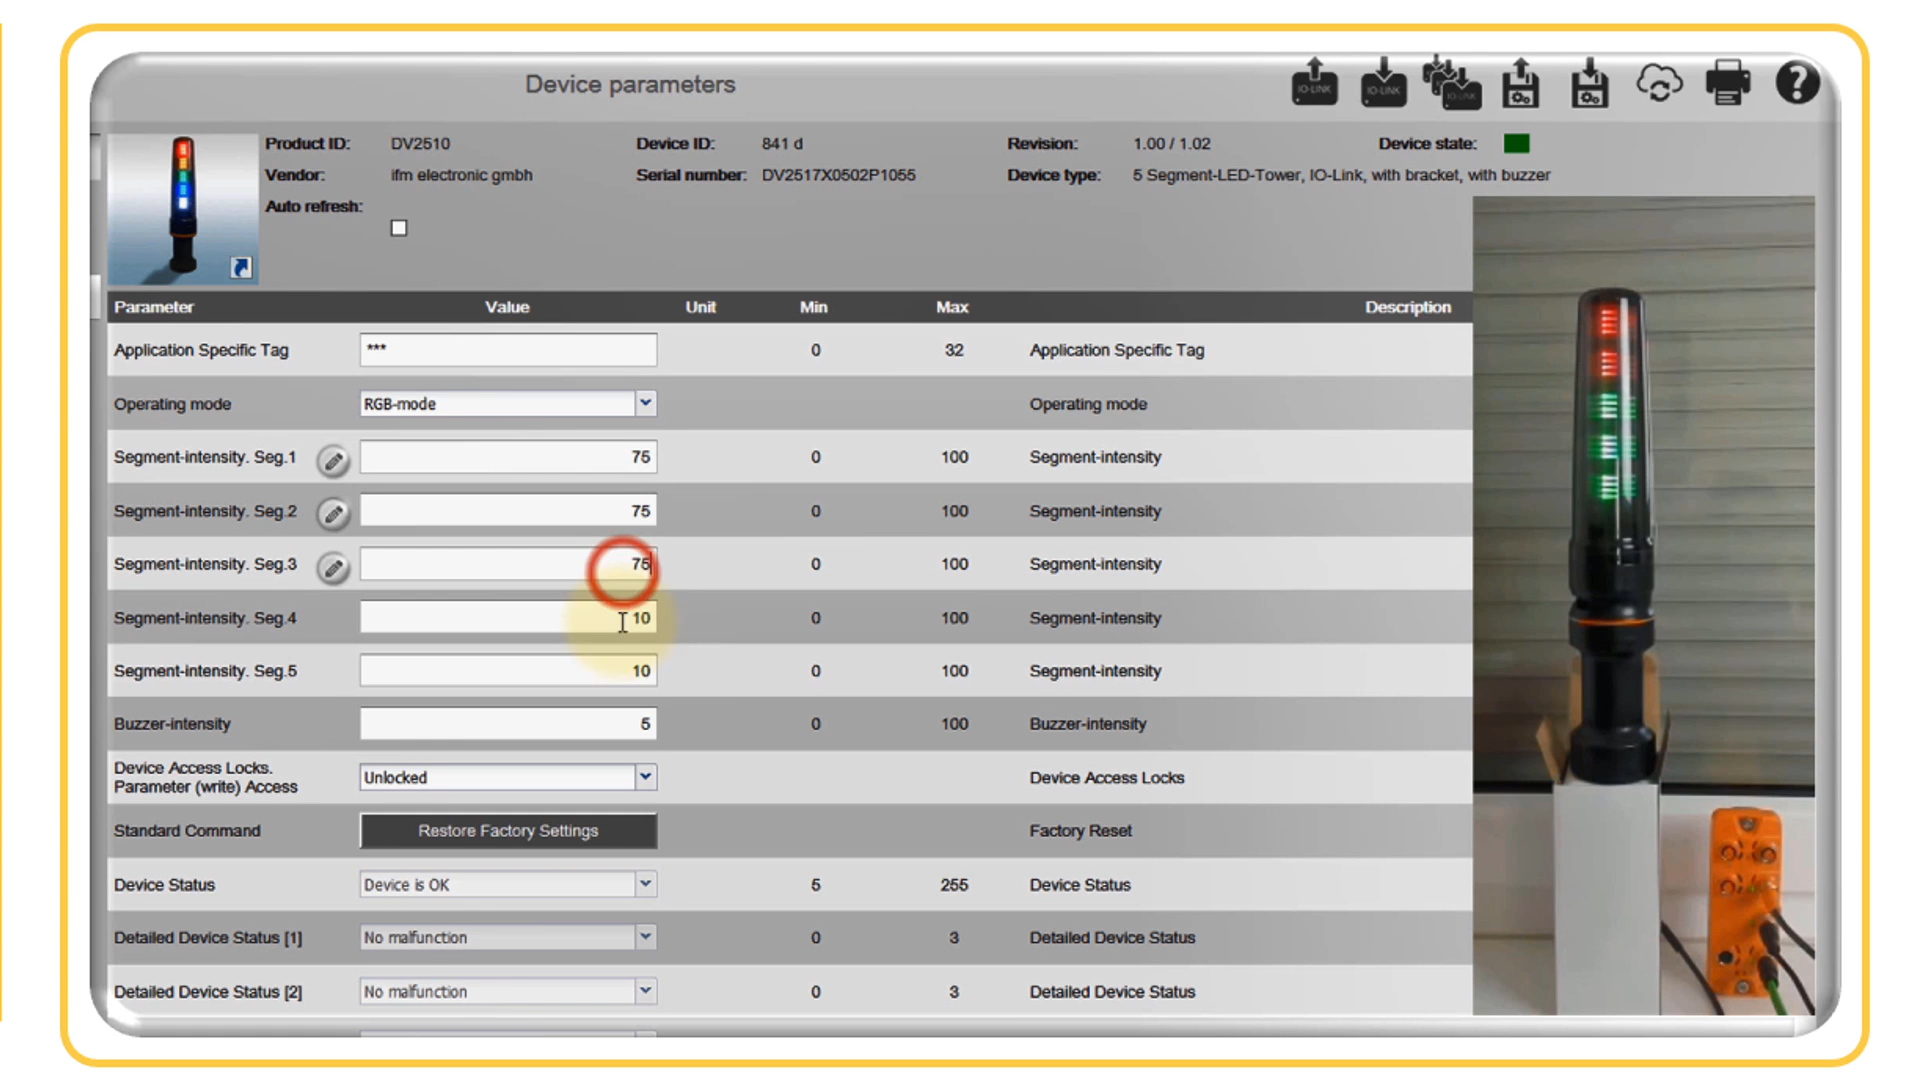 Device parameters
IO-LINK IO-LINK IO-LINK
Product ID: DV2510 Device ID: 841 d Revision: 1.00 / 1.02 Device state:
Vendor: ifm electronic gmbh Serial number: DV2517X0502P1055 Device type: 5 Segment-LED-Tower, IO-Link, with bracket, with buzzer
Auto refresh:
Parameter Value Unit Min Max Description
Application Specific Tag *** 0 32 Application Specific Tag
Operating mode RGB-mode Operating mode
Segment-intensity. Seg.1 75 0 100 Segment-intensity
Segment-intensity. Seg.2 75 0 100 Segment-intensity
Segment-intensity. Seg.3 75 0 100 Segment-intensity
Segment-intensity. Seg.4 10 0 100 Segment-intensity
Segment-intensity. Seg.5 10 0 100 Segment-intensity
Buzzer-intensity 5 0 100 Buzzer-intensity
Device Access Locks.
Parameter (write) Access Unlocked Device Access Locks
Standard Command Restore Factory Settings Factory Reset
Device Status Device is OK 5 255 Device Status
Detailed Device Status [1] No malfunction 0 3 Detailed Device Status
Detailed Device Status [2] No malfunction 0 3 Detailed Device Status